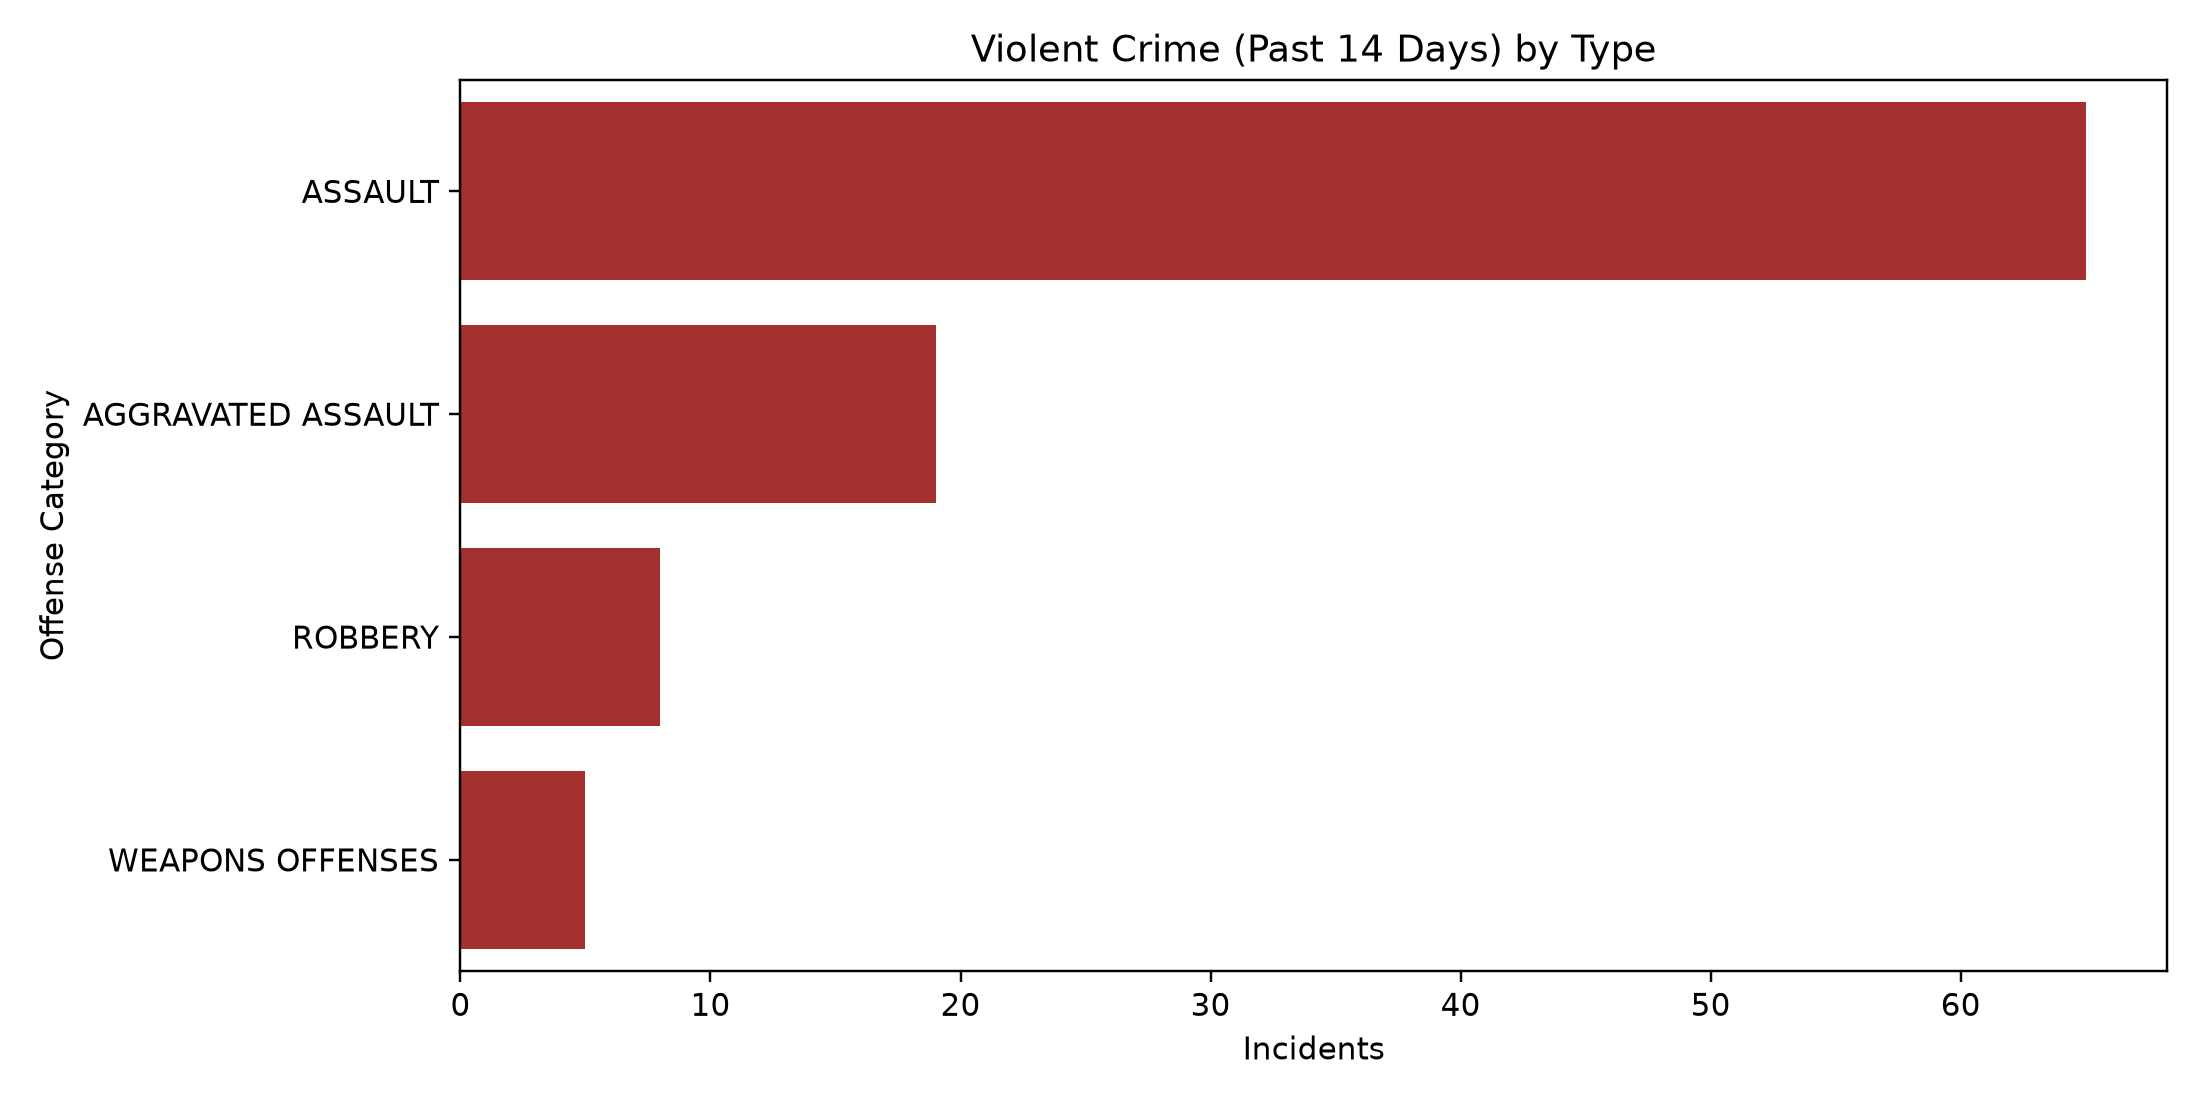 Violent Crime (Past 14 Days) by Type
Offense Category
ASSAULT
AGGRAVATED ASSAULT
ROBBERY
WEAPONS OFFENSES
0 10 20 30 40 50 60
Incidents